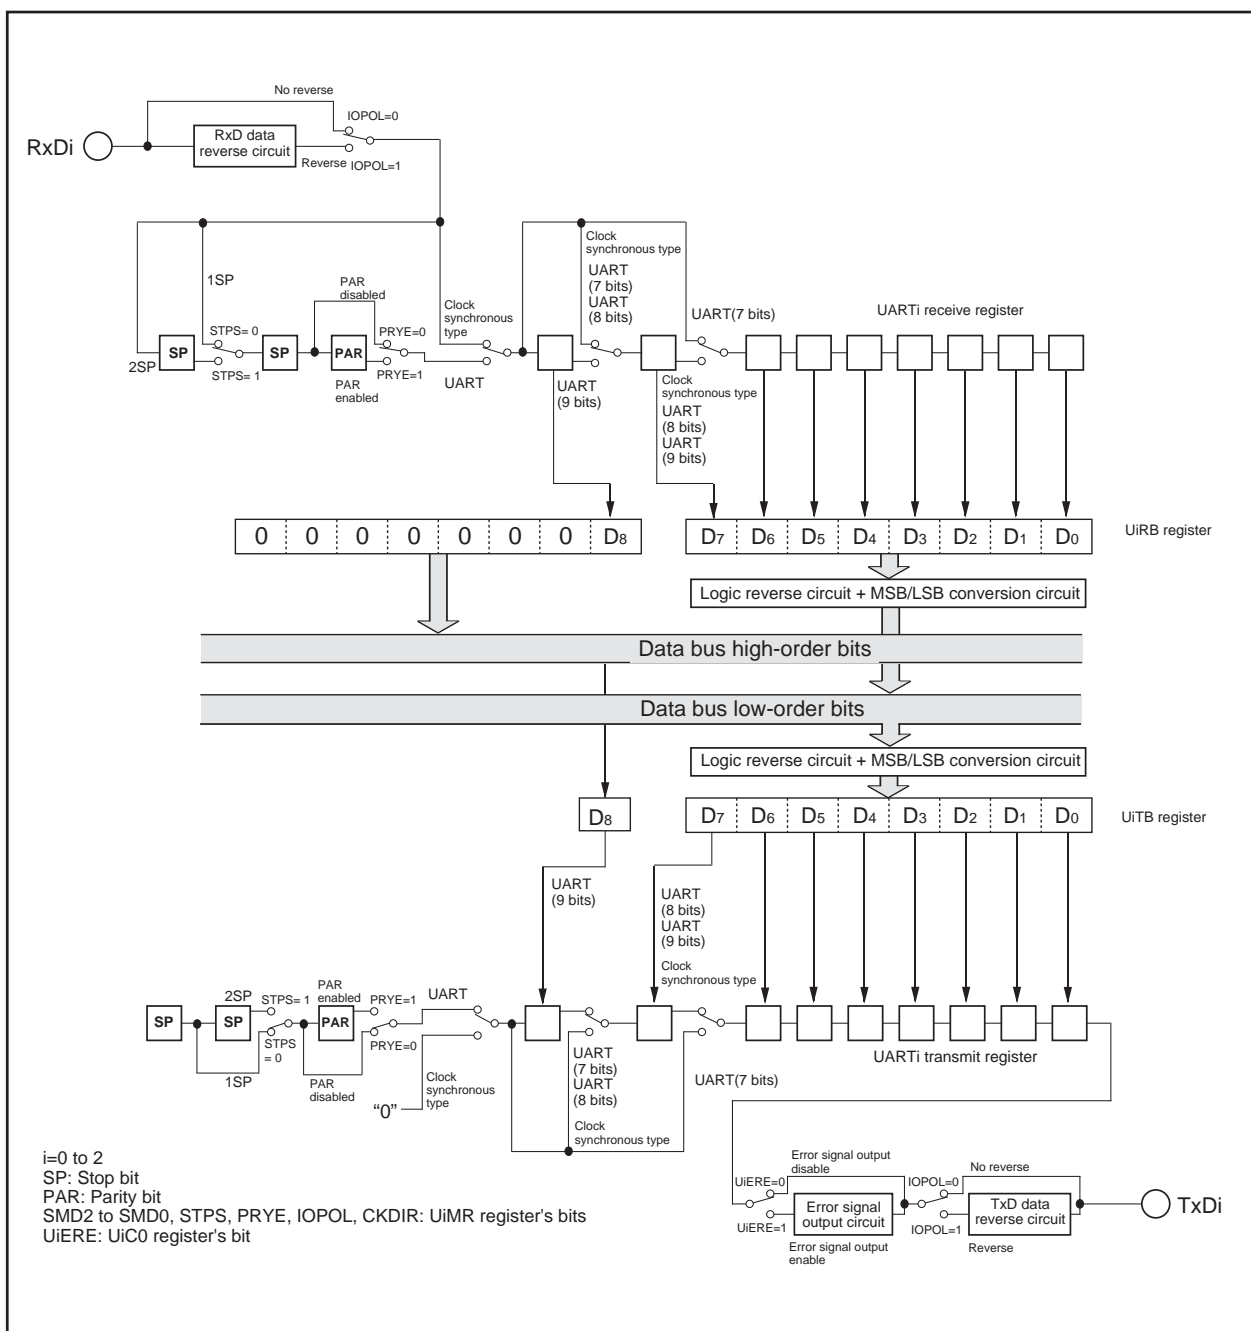 No reverse
IOPOL=0
RxDi
RxD data
reverse circuit
Reverse
IOPOL=1
Clock
synchronous type
1SP
UART
(7 bits)
UART
(8 bits)
PAR
disabled
Clock
synchronous
type
UART(7 bits)
UARTi receive register
STPS= 0
PRYE=0
SP
SP
PAR
2SP
STPS= 1
PRYE=1
PAR
enabled
UART
UART
(9 bits)
Clock
synchronous type
UART
(8 bits)
UART
(9 bits)
0 0 0 0 0 0 0 D8
D7 D6 D5 D4 D3 D2 D1 D0
UiRB register
Logic reverse circuit + MSB/LSB conversion circuit
Data bus high-order bits
Data bus low-order bits
Logic reverse circuit + MSB/LSB conversion circuit
D8
D7 D6 D5 D4 D3 D2 D1 D0
UiTB register
UART
(9 bits)
UART
(8 bits)
UART
(9 bits)
Clock
synchronous type
2SP
STPS= 1
PAR
enabled
PRYE=1
UART
SP
SP
PAR
STPS
= 0
PRYE=0
1SP
PAR
disabled
"0"
Clock
synchronous
type
UART
(7 bits)
UART
(8 bits)
Clock
synchronous type
UARTi transmit register
UART(7 bits)
i=0 to 2
SP: Stop bit
PAR: Parity bit
SMD2 to SMD0, STPS, PRYE, IOPOL, CKDIR: UiMR register's bits
UiERE: UiC0 register's bit
Error signal output
disable
UiERE=0
IOPOL=0
No reverse
Error signal
output circuit
TxD data
reverse circuit
TxDi
UiERE=1
IOPOL=1
Error signal output
enable
Reverse